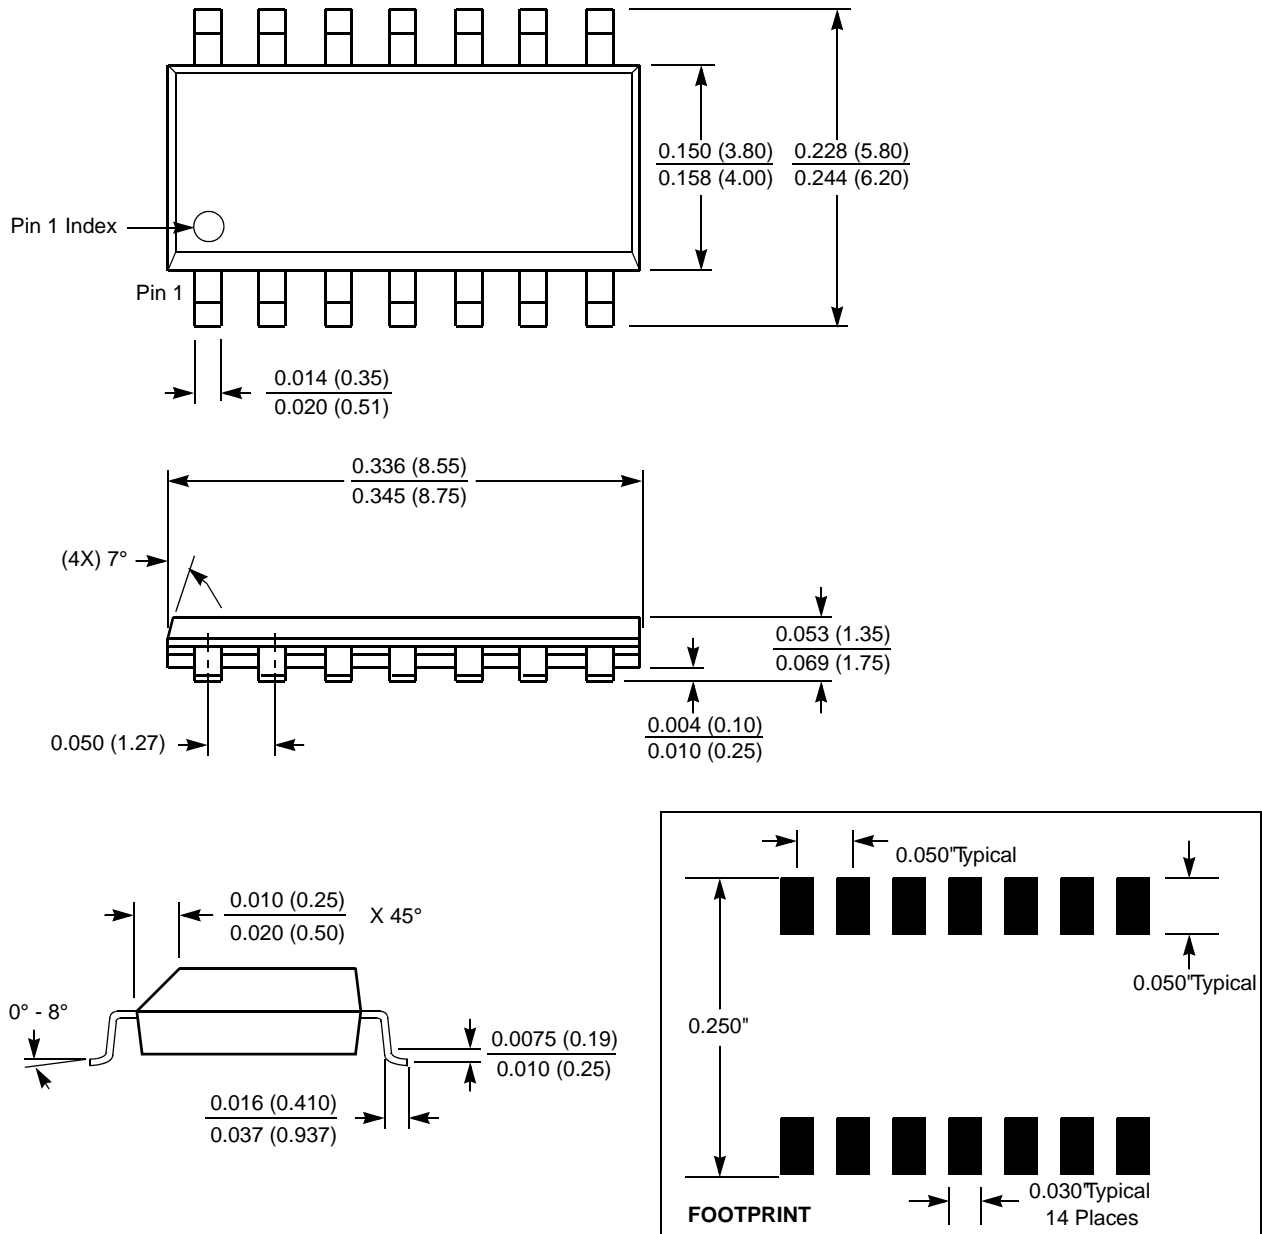 0.150 (3.80) 0.228 (5.80)
0.158 (4.00) 0.244 (6.20)
Pin 1 Index
Pin 1
0.014 (0.35)
0.020 (0.51)
0.336 (8.55)
0.345 (8.75)
(4X) 7°
0.053 (1.35)
0.069 (1.75)
0.004 (0.10)
0.010 (0.25)
0.050 (1.27)
0.010 (0.25)
0.020 (0.50)
X 45°
0° - 8°
0.0075 (0.19)
0.010 (0.25)
0.016 (0.410)
0.037 (0.937)
0.050"Typical
0.050"Typical
0.250"
0.030"Typical
14 Places
FOOTPRINT